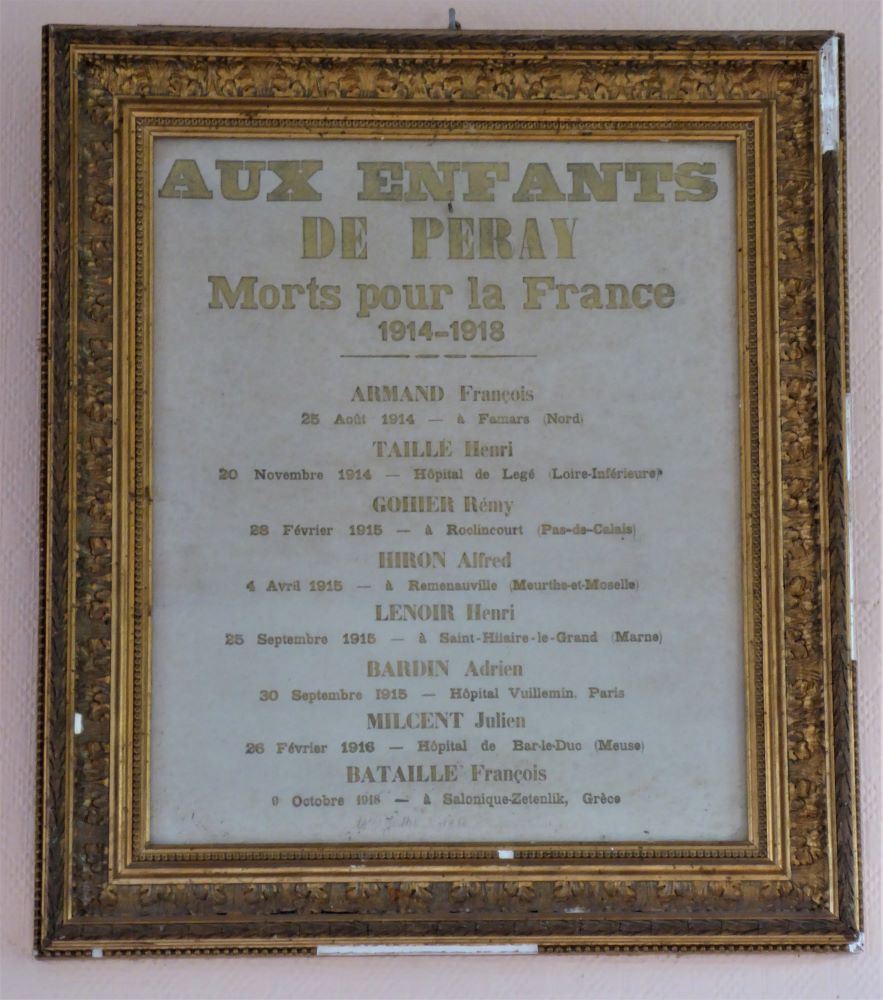 AUX ENFANTS
DE PERAY
Morts pour la France
1914-1918
ARMAND François
25 Août 1914 — à Famars (Nord)
TAILLÉ Henri
20 Novembre 1914 — Hôpital de Legé (Loire-Inférieure)
GOHIER Rémy
28 Février 1915 — à Roclincourt (Pas-de-Calais)
HIRON Alfred
4 Avril 1915 — à Remenauville (Meurthe-et-Moselle)
LENOIR Henri
25 Septembre 1915 — à Saint-Hilaire-le-Grand (Marne)
BARDIN Adrien
30 Septembre 1915 — Hôpital Vuillemin, Paris
MILCENT Julien
26 Février 1916 — Hôpital de Bar-le-Duc (Meuse)
BATAILLE François
9 Octobre 1918 — à Salonique-Zetenlik, Grèce